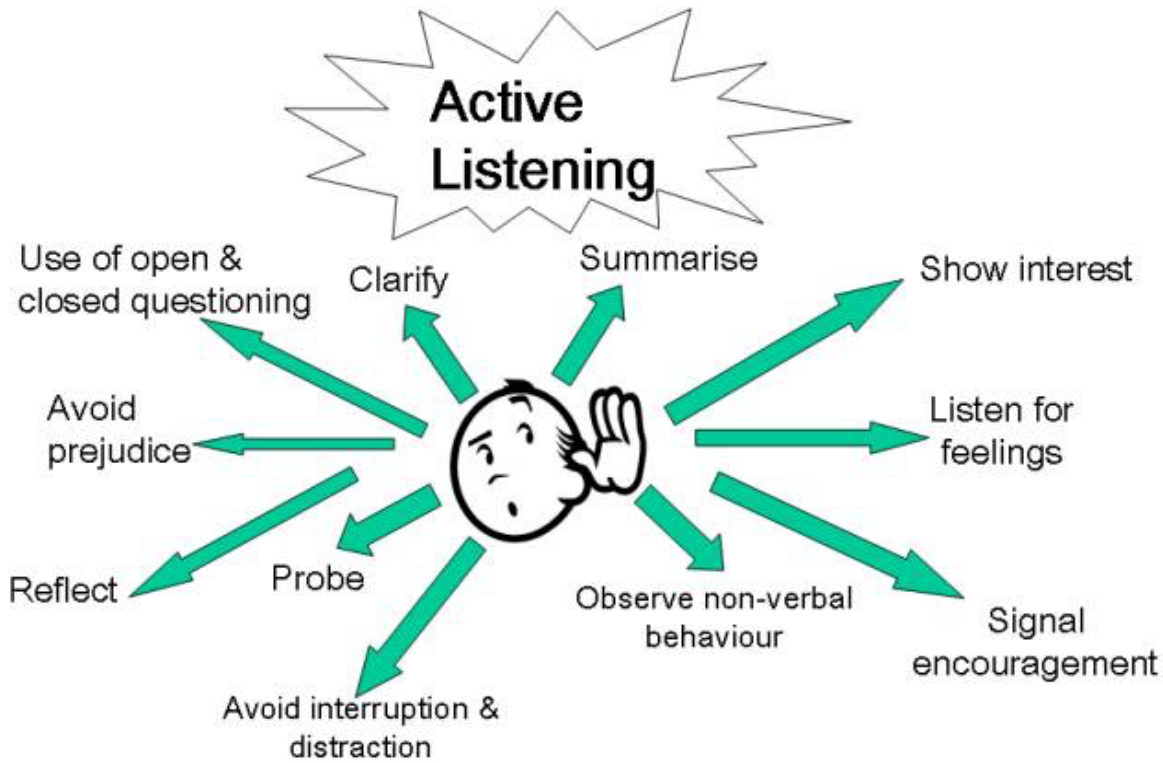 Active
Listening
Use of open &
closed questioning
Clarify
Summarise
Show interest
Avoid
prejudice
Listen for
feelings
Reflect
Probe
Observe non-verbal
behaviour
Signal
encouragement
Avoid interruption &
distraction